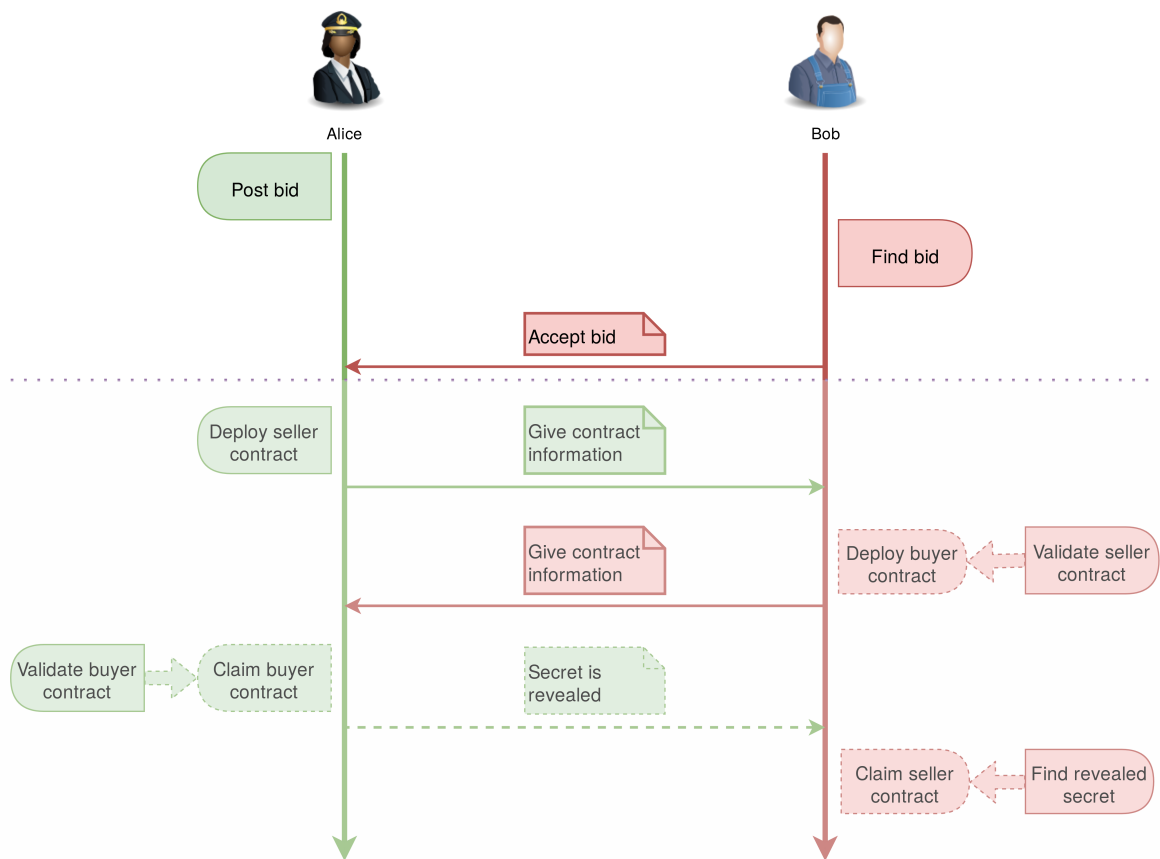 Alice
Bob
Post bid
Find bid
Accept bid
Deploy seller
contract
Give contract
information
Give contract
information
Deploy buyer
contract
Validate seller
contract
Validate buyer
contract
Claim buyer
contract
Secret is
revealed
Claim seller
contract
Find revealed
secret